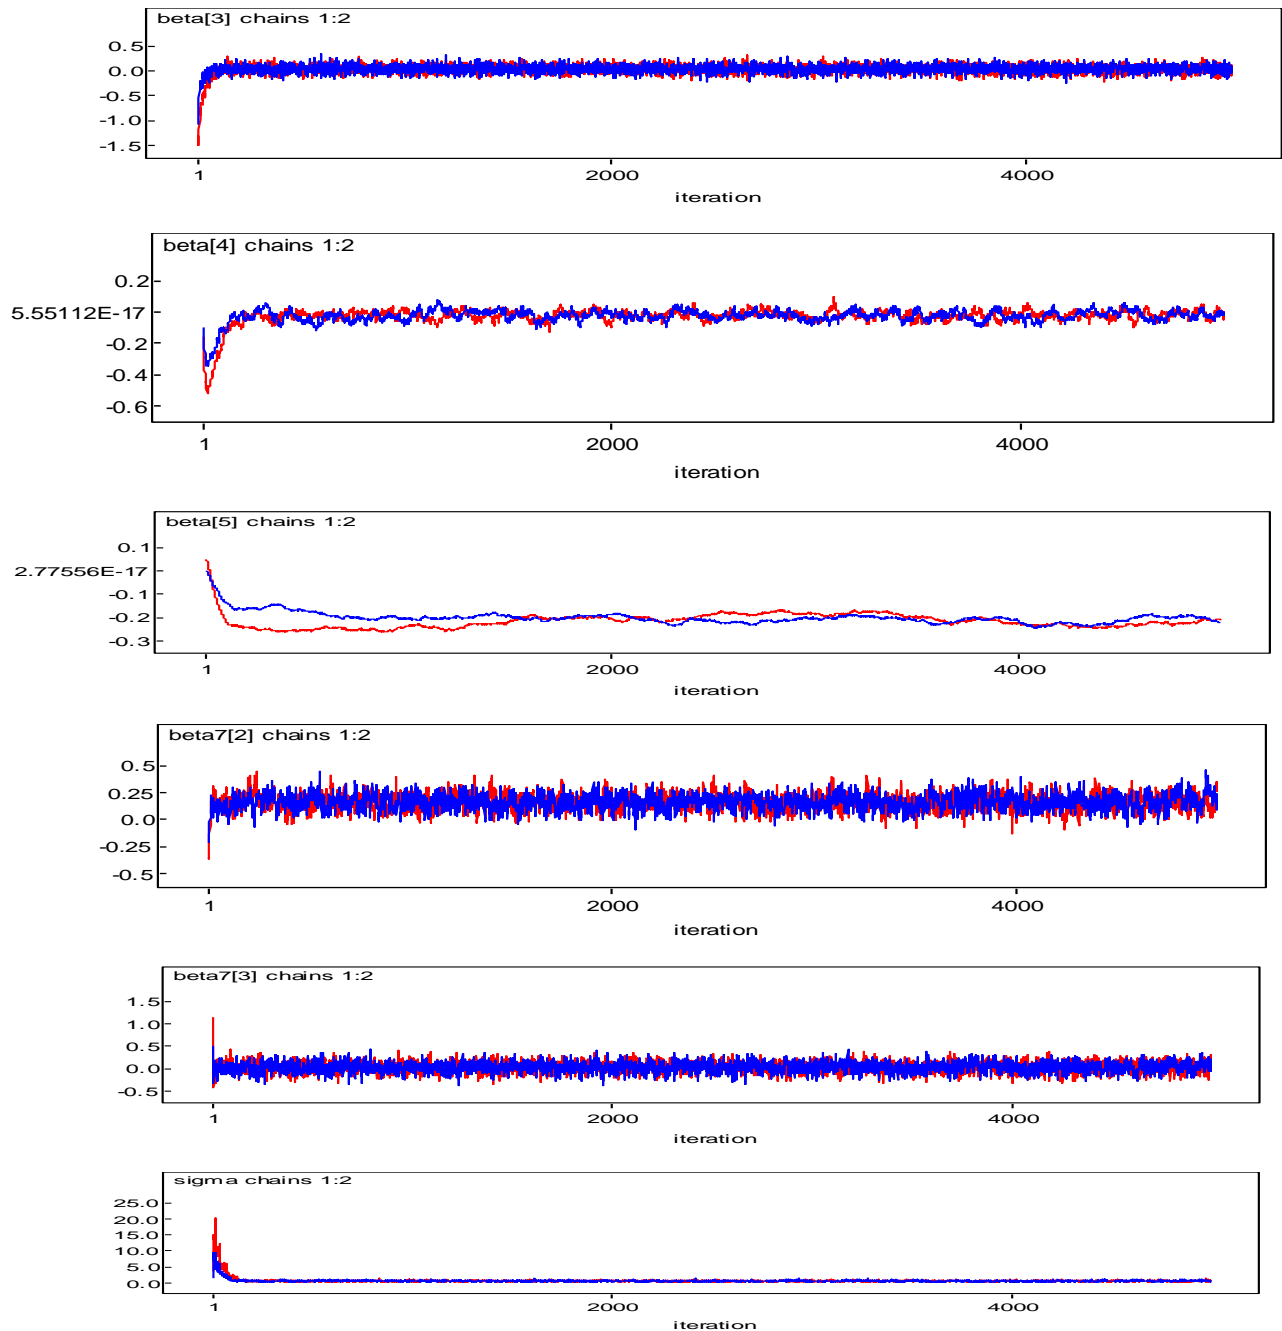 beta[3] chains 1:2
0.5
0.0
-0.5
-1.0
-1.5
1 2000 4000
iteration
beta[4] chains 1:2
0.2
5.55112E-17
-0.2
-0.4
-0.6
1 2000 4000
iteration
beta[5] chains 1:2
0.1
2.77556E-17
-0.1
-0.2
-0.3
1 2000 4000
iteration
beta7[2] chains 1:2
0.5
0.25
0.0
-0.25
-0.5
1 2000 4000
iteration
beta7[3] chains 1:2
1.5
1.0
0.5
0.0
-0.5
1 2000 4000
iteration
sigma chains 1:2
25.0
20.0
15.0
10.0
5.0
0.0
1 2000 4000
iteration